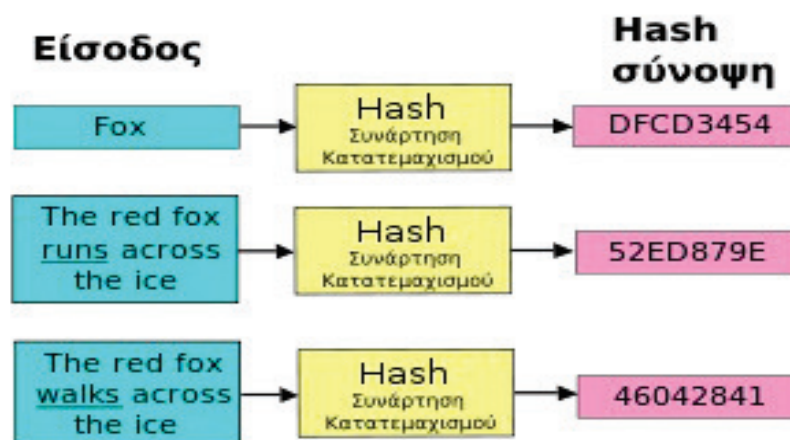 Είσοδος
Hash
σύνοψη
Fox
Hash
Συνάρτηση
Κατατεμαχισμού
DFCD3454
The red fox
runs across
the ice
Hash
Συνάρτηση
Κατατεμαχισμού
52ED879E
The red fox
walks across
the ice
Hash
Συνάρτηση
Κατατεμαχισμού
46042841